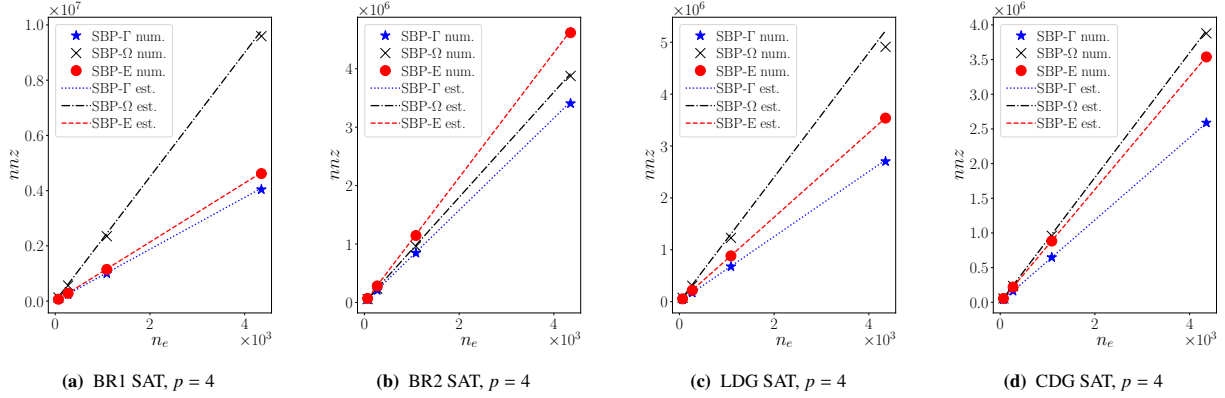 ×10⁷
1.0
0.8
0.6
0.4
0.2
0.0
nnz
SBP-Γ num.
SBP-Ω num.
SBP-E num.
SBP-Γ est.
SBP-Ω est.
SBP-E est.
0 2 4
n_e ×10³
(a) BR1 SAT, p = 4
×10⁶
4
3
2
1
0
nnz
SBP-Γ num.
SBP-Ω num.
SBP-E num.
SBP-Γ est.
SBP-Ω est.
SBP-E est.
0 2 4
n_e ×10³
(b) BR2 SAT, p = 4
×10⁶
5
4
3
2
1
0
nnz
SBP-Γ num.
SBP-Ω num.
SBP-E num.
SBP-Γ est.
SBP-Ω est.
SBP-E est.
0 2 4
n_e ×10³
(c) LDG SAT, p = 4
×10⁶
4.0
3.5
3.0
2.5
2.0
1.5
1.0
0.5
0.0
nnz
SBP-Γ num.
SBP-Ω num.
SBP-E num.
SBP-Γ est.
SBP-Ω est.
SBP-E est.
0 2 4
n_e ×10³
(d) CDG SAT, p = 4